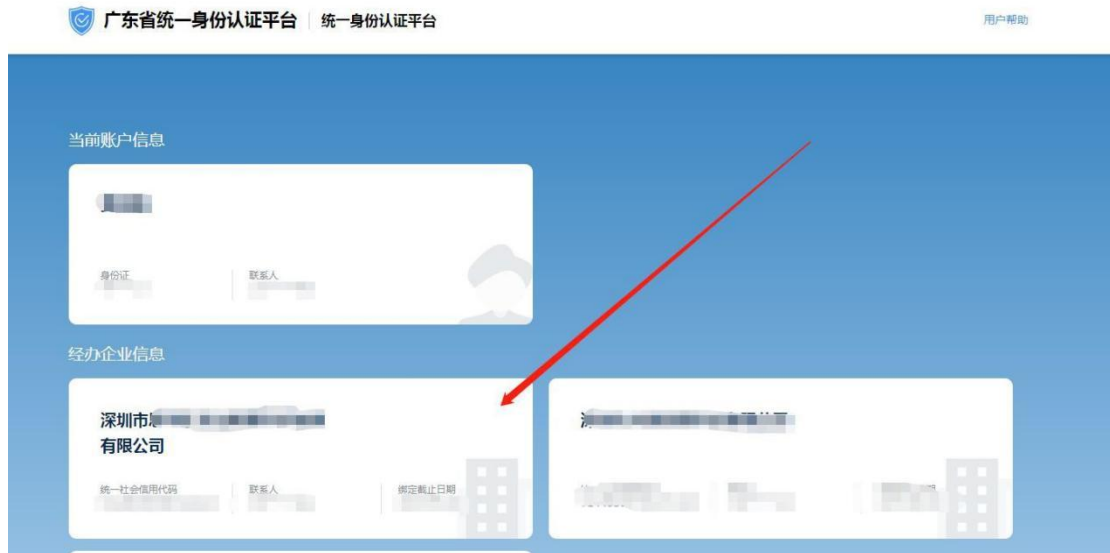 广东省统一身份认证平台 统一身份认证平台 用户帮助
当前账户信息
身份证 联系人
经办企业信息
深圳市
有限公司
统一社会信用代码 联系人 绑定截止日期